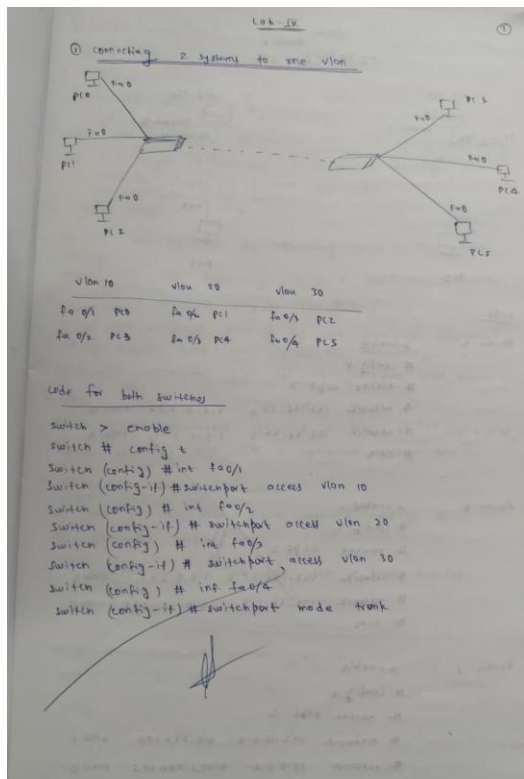 Lab-IV
①
① connecting 2 systems to one vlan
PC0 Fa0
Fa0
PC1
Fa0
PC2
PC3
Fa0
Fa0
PC4
Fa0
PC5
vlan 10 vlan 20 vlan 30
fa 0/1 PC0 fa 0/2 PC1 fa 0/3 PC2
fa 0/2 PC3 fa 0/3 PC4 fa 0/4 PC5
code for both switches
switch > enable
switch # config t
switch (config) # int fa0/1
switch (config-if) # switchport access vlan 10
switch (config) # int fa0/2
switch (config-if) # switchport access vlan 20
switch (config) # int fa0/3
switch (config-if) # switchport access vlan 30
switch (config) # int fa0/4
switch (config-if) # switchport mode trunk